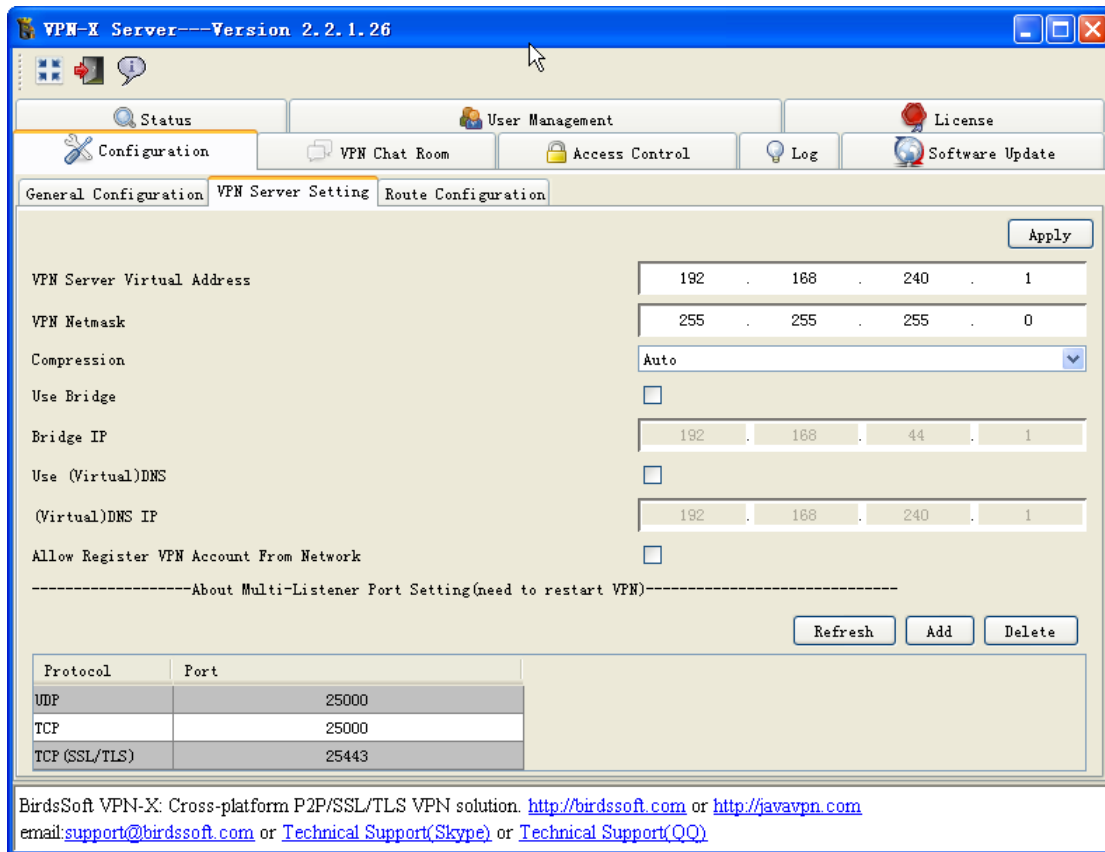 VPN-X Server---Version 2.2.1.26
Status User Management License
Configuration VPN Chat Room Access Control Log Software Update
General Configuration VPN Server Setting Route Configuration
Apply
VPN Server Virtual Address 192 . 168 . 240 . 1
VPN Netmask 255 . 255 . 255 . 0
Compression Auto
Use Bridge
Bridge IP 192 . 168 . 44 . 1
Use (Virtual)DNS
(Virtual)DNS IP 192 . 168 . 240 . 1
Allow Register VPN Account From Network
-------------------About Multi-Listener Port Setting(need to restart VPN)------------------------------
Refresh Add Delete
Protocol Port
UDP 25000
TCP 25000
TCP(SSL/TLS) 25443
BirdsSoft VPN-X: Cross-platform P2P/SSL/TLS VPN solution. http://birdssoft.com or http://javavpn.com
email:support@birdssoft.com or Technical Support(Skype) or Technical Support(QQ)